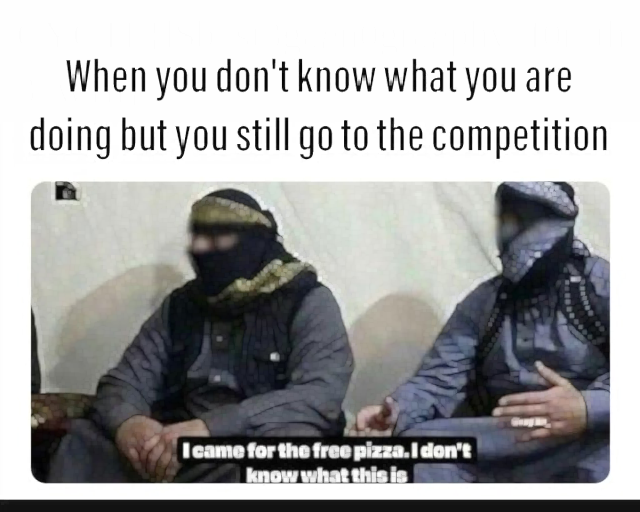 When you don't know what you are
doing but you still go to the competition
I came for the free pizza. I don't
know what this is